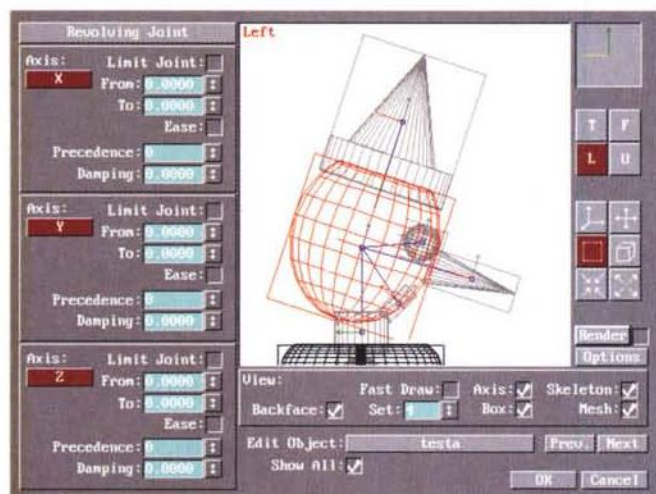 Revolving Joint
Axis:
X
Limit Joint:
From: 0.0000
To: 0.0000
Ease:
Precedence: 0
Damping: 0.0000
Axis:
Y
Limit Joint:
From: 0.0000
To: 0.0000
Ease:
Precedence: 0
Damping: 0.0000
Axis:
Z
Limit Joint:
From: 0.0000
To: 0.0000
Ease:
Precedence: 0
Damping: 0.0000
Left
T F
L U
Render
Options
View:
Fast Draw: Axis: Skeleton:
Backface: Set: Box: Mesh:
Edit Object: testa Prev. Next
Show All:
OK Cancel